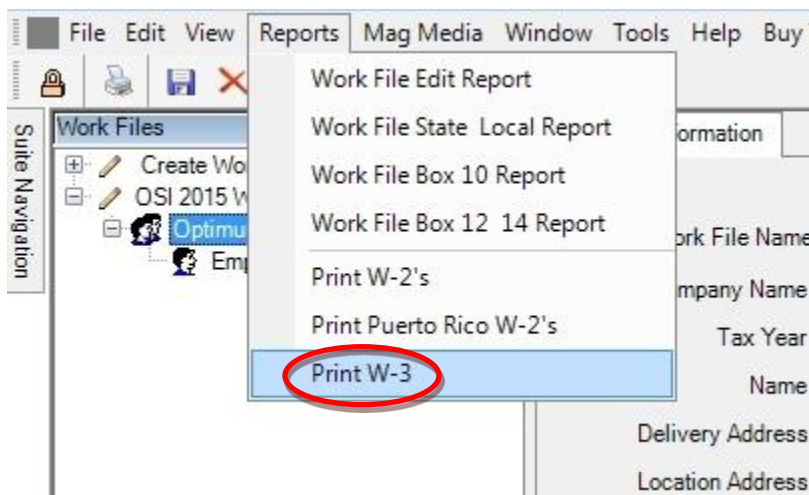 File Edit View Reports Mag Media Window Tools Help Buy
Work File Edit Report
Work File State Local Report
Work File Box 10 Report
Work File Box 12 14 Report
Print W-2's
Print Puerto Rico W-2's
Print W-3
Suite Navigation
Work Files
Create Wo
OSI 2015 W
Optimu
Emp
ormation
ork File Name
mpany Name
Tax Year
Name
Delivery Address
Location Address